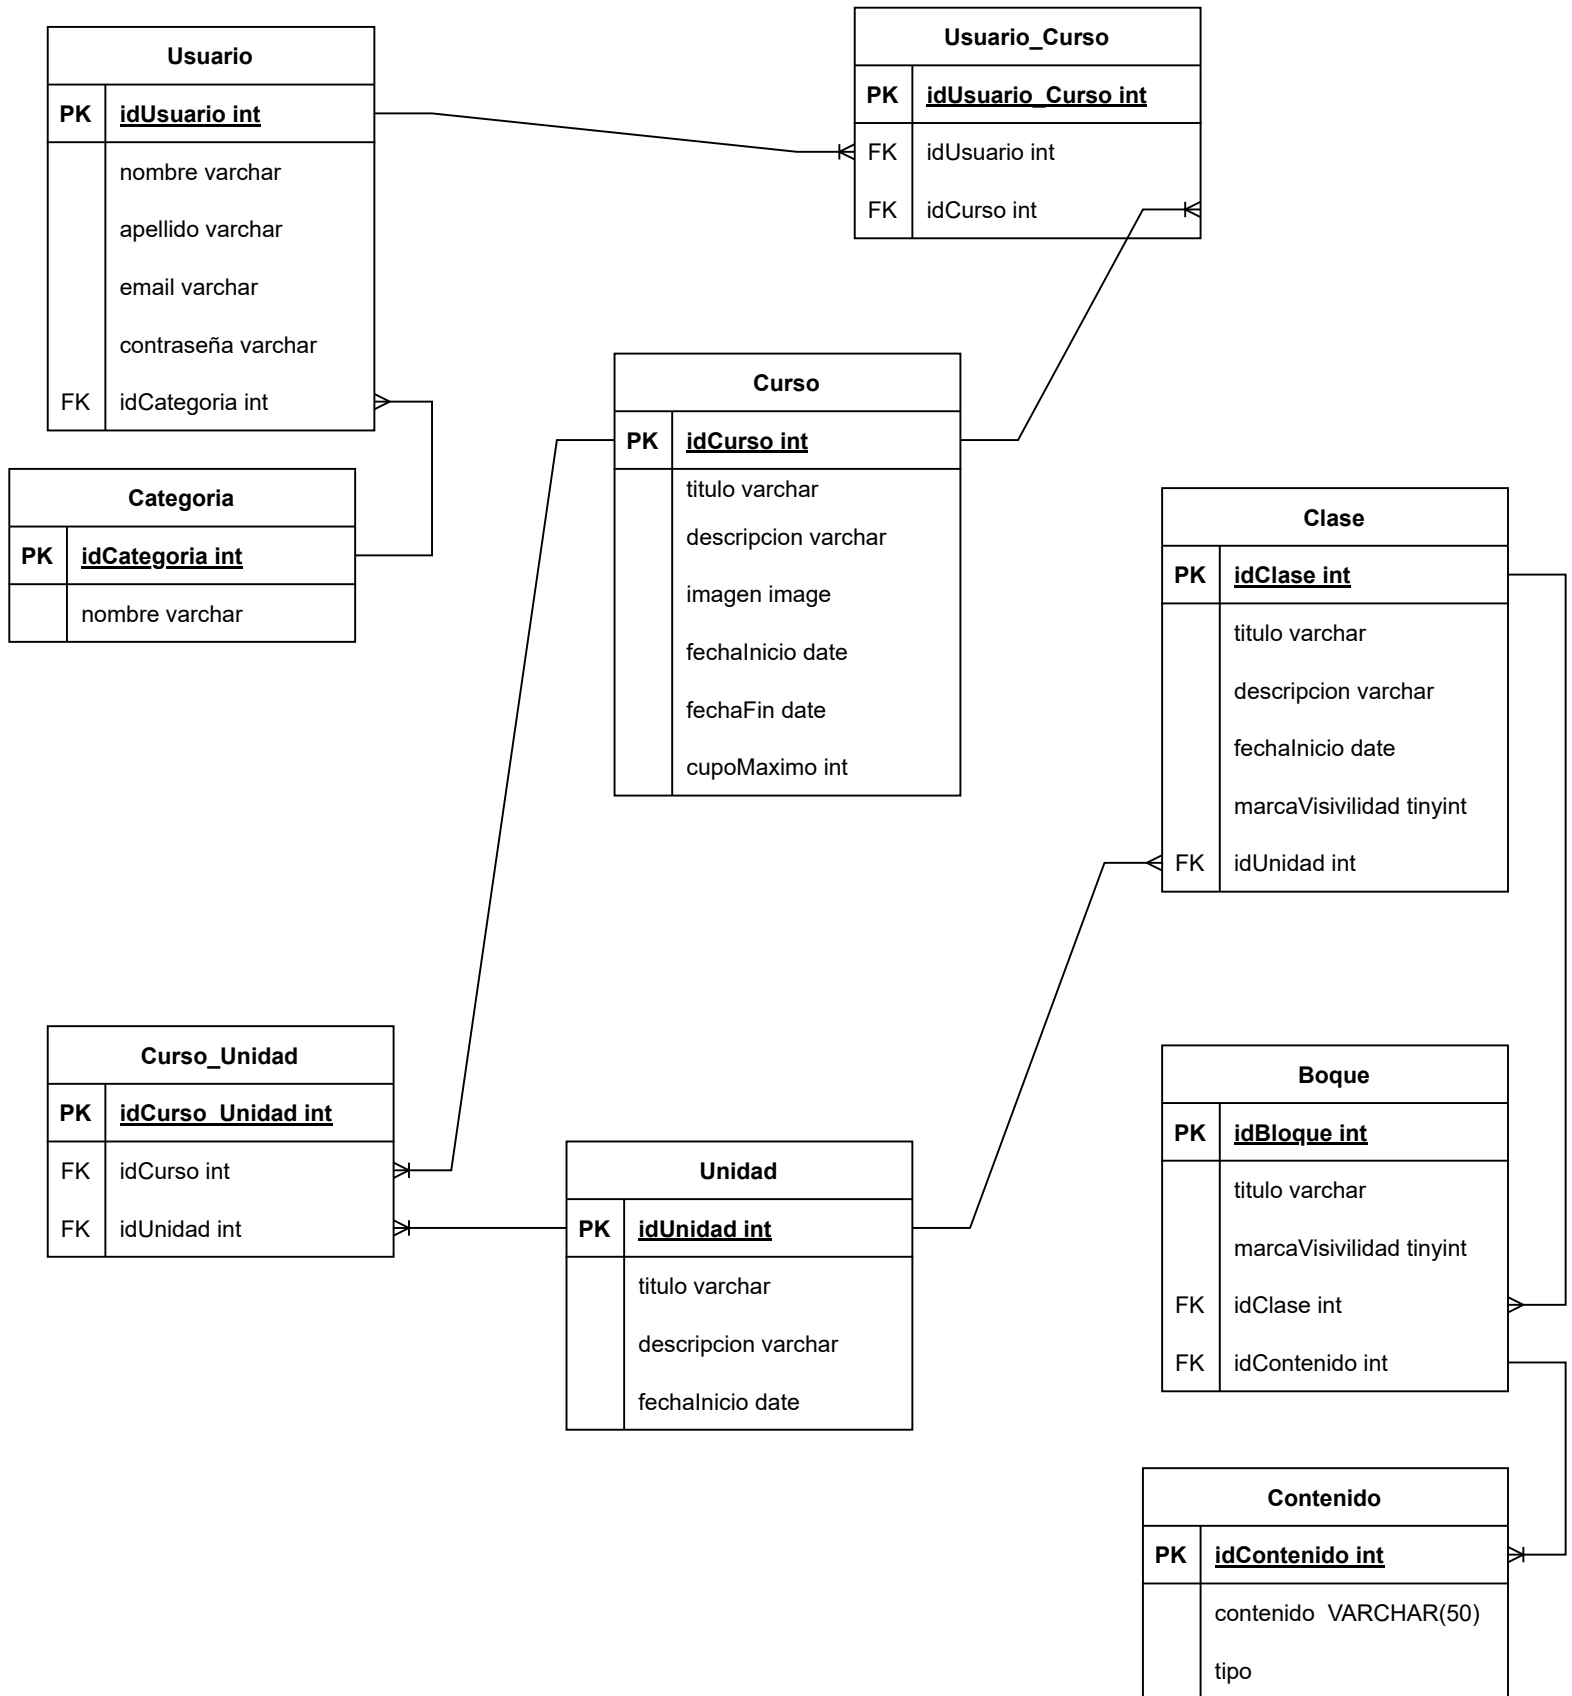 Usuario
PK idUsuario int
nombre varchar
apellido varchar
email varchar
contraseña varchar
FK idCategoria int
Categoria
PK idCategoria int
nombre varchar
Usuario_Curso
PK idUsuario_Curso int
FK idUsuario int
FK idCurso int
Curso
PK idCurso int
titulo varchar
descripcion varchar
imagen image
fechaInicio date
fechaFin date
cupoMaximo int
Clase
PK idClase int
titulo varchar
descripcion varchar
fechaInicio date
marcaVisivilidad tinyint
FK idUnidad int
Curso_Unidad
PK idCurso_Unidad int
FK idCurso int
FK idUnidad int
Unidad
PK idUnidad int
titulo varchar
descripcion varchar
fechaInicio date
Boque
PK idBloque int
titulo varchar
marcaVisivilidad tinyint
FK idClase int
FK idContenido int
Contenido
PK idContenido int
contenido VARCHAR(50)
tipo